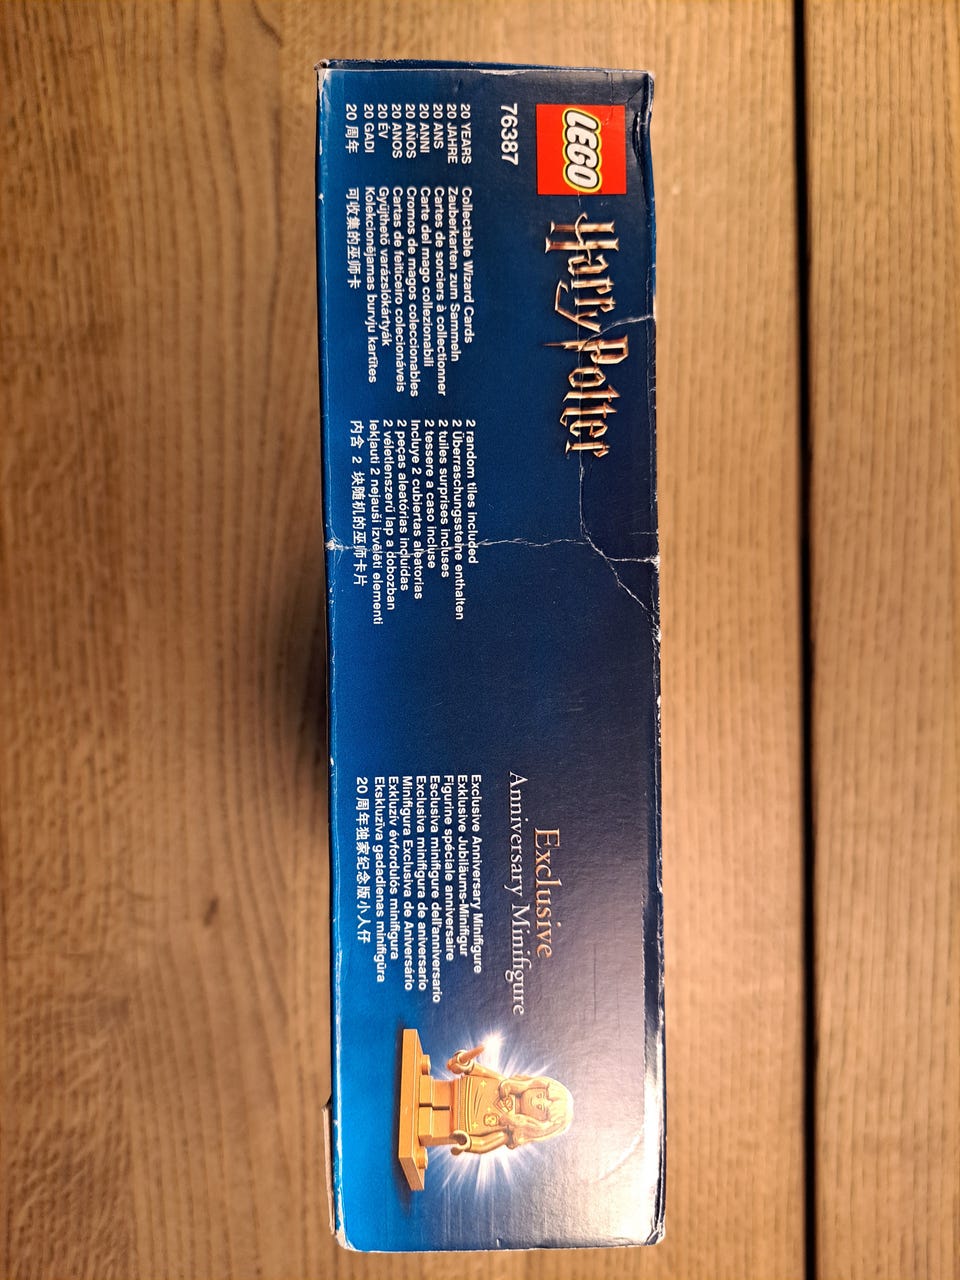 LEGO
Harry Potter
76387
20 YEARS
20 JAHRE
20 ANS
20 ANNI
20 AÑOS
20 ANOS
20 ÉV
20 GADI
20 周年
Collectable Wizard Cards
Zauberkarten zum Sammeln
Cartes de sorciers à collectionner
Carte del mago collezionabili
Cromos de magos coleccionables
Cartas de feiticeiro colecionáveis
Gyűjthető varázslókártyák
Kolekcionējamas burvju kartītes
可收集的巫师卡
2 random tiles included
2 Überraschungssteine enthalten
2 tuiles surprises incluses
2 tessere a caso incluse
Incluye 2 cubiertas aleatorias
2 peças aleatórias incluídas
2 véletlenszerű lap a dobozban
Iekļauti 2 nejauši izvēlēti elementi
内含 2 块随机的巫师卡片
Exclusive
Anniversary Minifigure
Exclusive Anniversary Minifigure
Exklusive Jubiläums-Minifigur
Figurine spéciale anniversaire
Esclusiva minifigure dell'anniversario
Exclusiva minifigura de aniversario
Minifigura Exclusiva de Aniversário
Exkluzív évfordulós minifigura
Ekskluzīva gadadienas minifigūra
20 周年独家纪念版小人仔